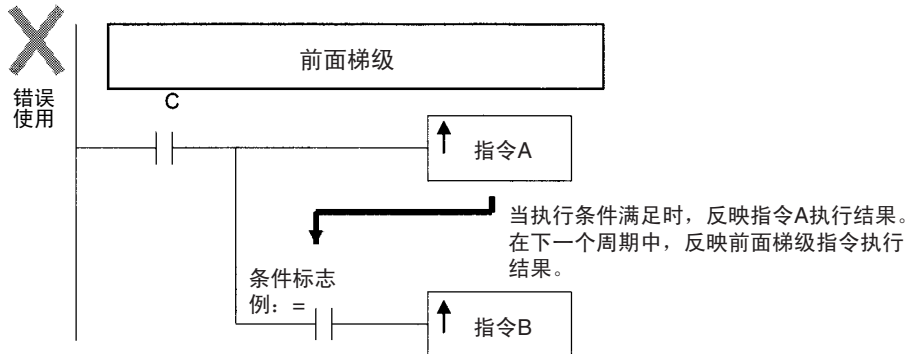 前面梯级
错误
使用
C
指令A
当执行条件满足时，反映指令A执行结果。
在下一个周期中，反映前面梯级指令执行
结果。
条件标志
例：=
指令B